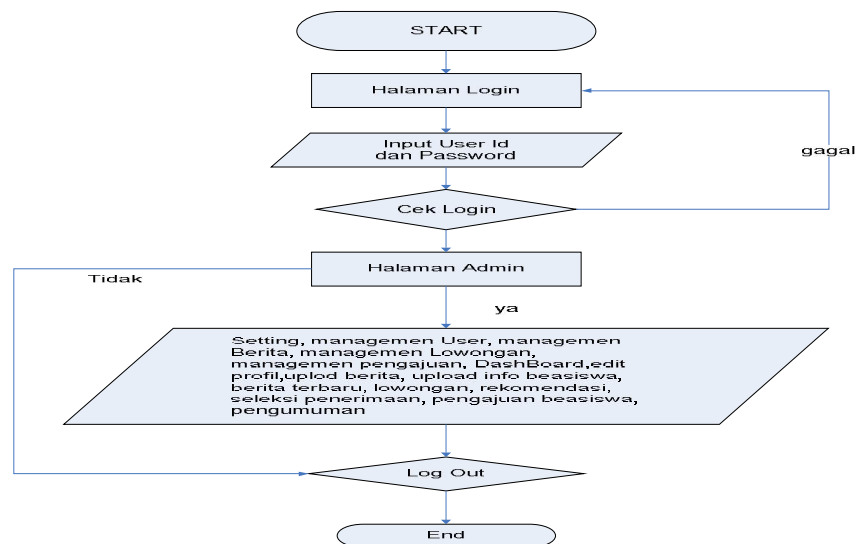 START
Halaman Login
Input User Id
dan Password
gagal
Cek Login
Halaman Admin
Tidak
ya
Setting, managemen User, managemen
Berita, managemen Lowongan,
managemen pengajuan, DashBoard,edit
profil,uplod berita, upload info beasiswa,
berita terbaru, lowongan, rekomendasi,
seleksi penerimaan, pengajuan beasiswa,
pengumuman
Log Out
End